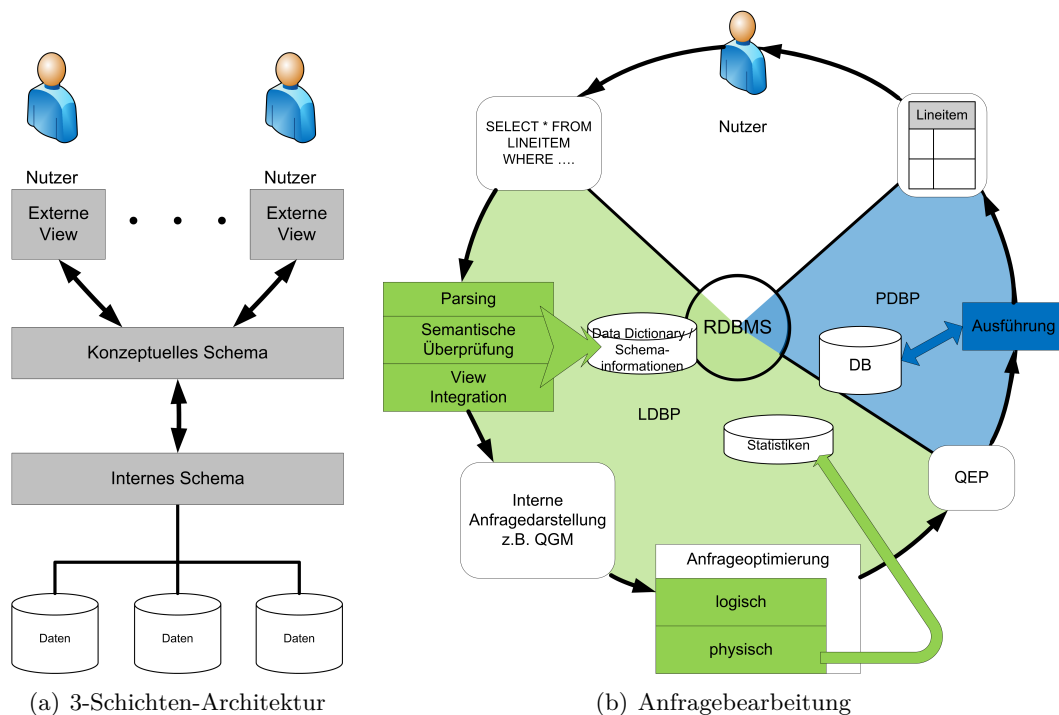 Nutzer
Nutzer
Externe
View
Externe
View
Konzeptuelles Schema
Internes Schema
Daten
Daten
Daten
(a) 3-Schichten-Architektur
Nutzer
SELECT * FROM
LINEITEM
WHERE ....
Lineitem
Parsing
Semantische
Überprüfung
View
Integration
Data Dictionary /
Schema-
informationen
RDBMS
PDBP
Ausführung
DB
LDBP
Statistiken
QEP
Interne
Anfragedarstellung
z.B. QGM
Anfrageoptimierung
logisch
physisch
(b) Anfragebearbeitung